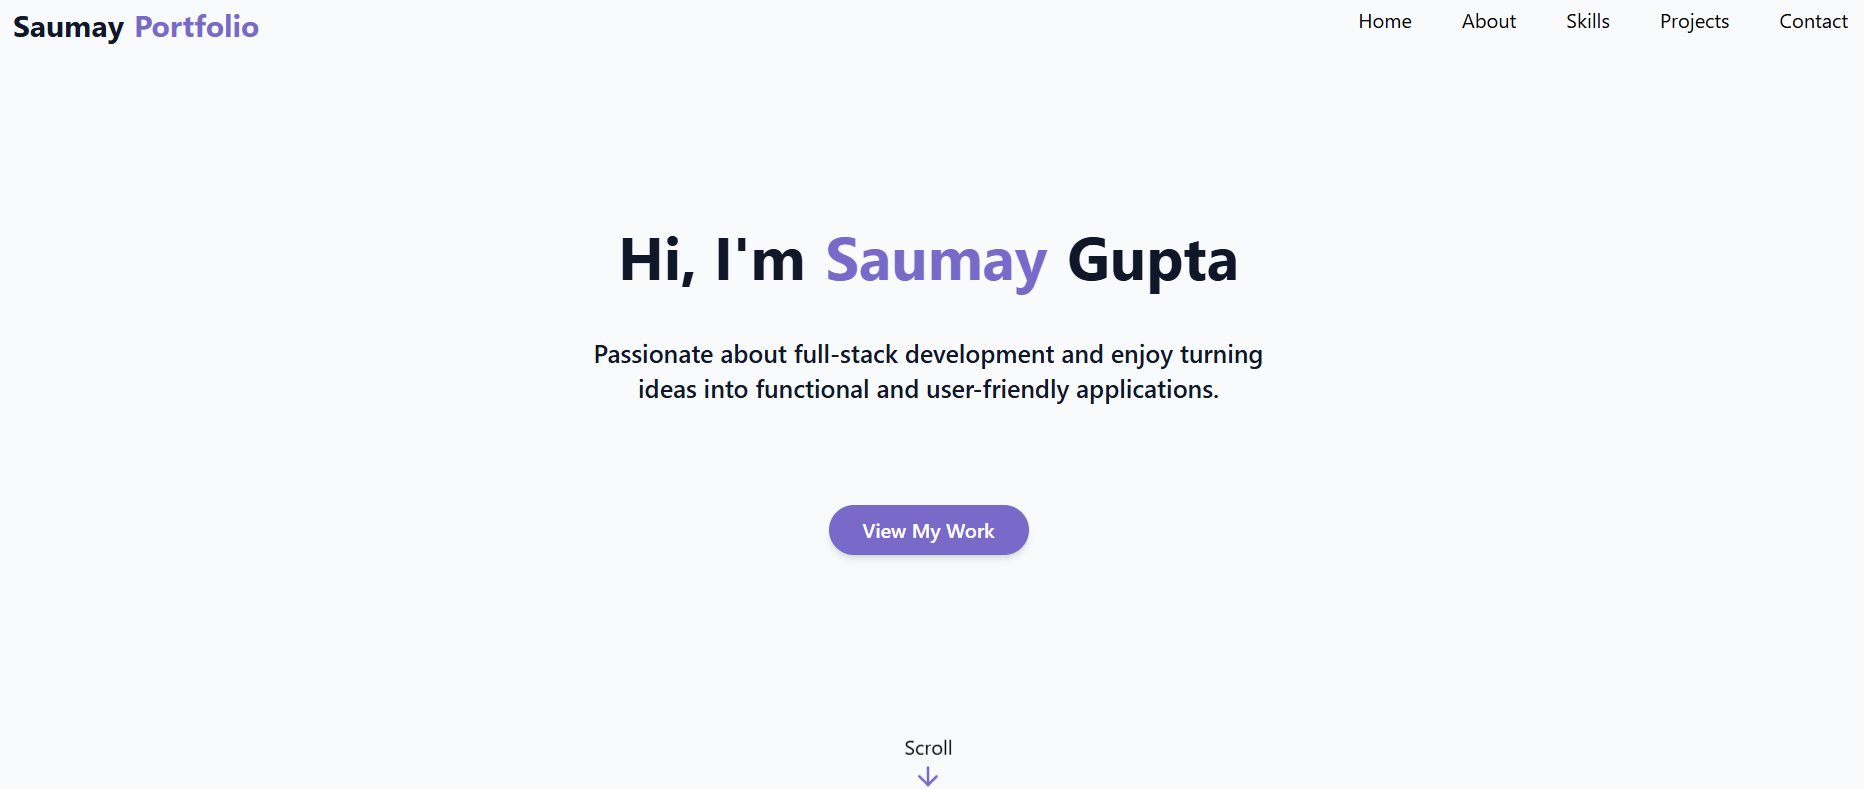 Saumay Portfolio
Home About Skills Projects Contact
Hi, I'm Saumay Gupta
Passionate about full-stack development and enjoy turning
ideas into functional and user-friendly applications.
View My Work
Scroll